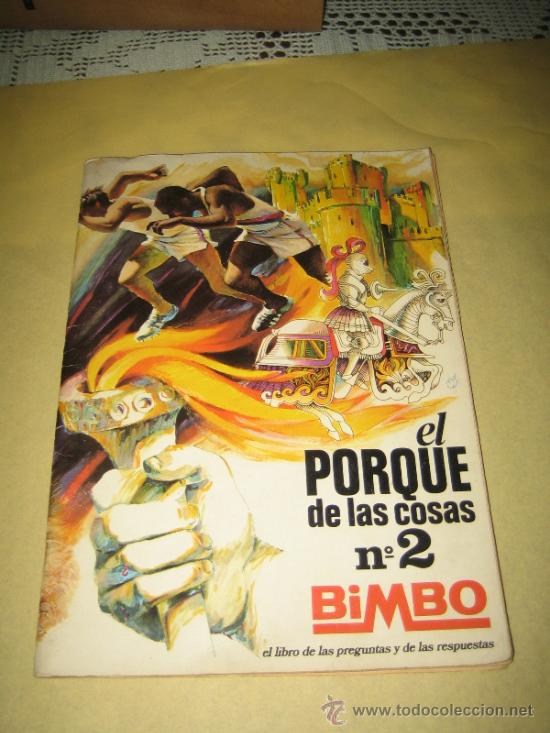 el
PORQUE
de las cosas
nº2
BiMBO
el libro de las preguntas y de las respuestas
www.todocoleccion.net